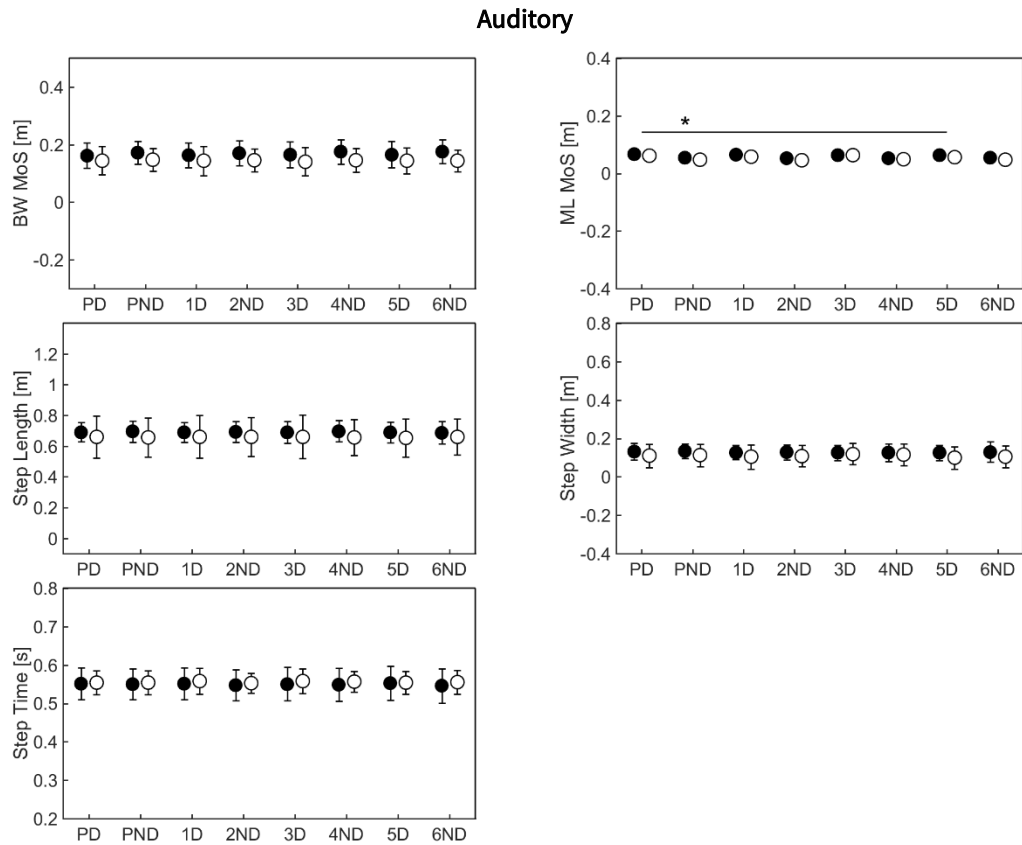 Auditory
BW MoS [m]
0.4
0.2
0
-0.2
PD PND 1D 2ND 3D 4ND 5D 6ND
ML MoS [m]
0.4
0.2
0
-0.2
-0.4
*
PD PND 1D 2ND 3D 4ND 5D 6ND
Step Length [m]
1.2
1
0.8
0.6
0.4
0.2
0
PD PND 1D 2ND 3D 4ND 5D 6ND
Step Width [m]
0.8
0.6
0.4
0.2
0
-0.2
-0.4
PD PND 1D 2ND 3D 4ND 5D 6ND
Step Time [s]
0.8
0.7
0.6
0.5
0.4
0.3
0.2
PD PND 1D 2ND 3D 4ND 5D 6ND